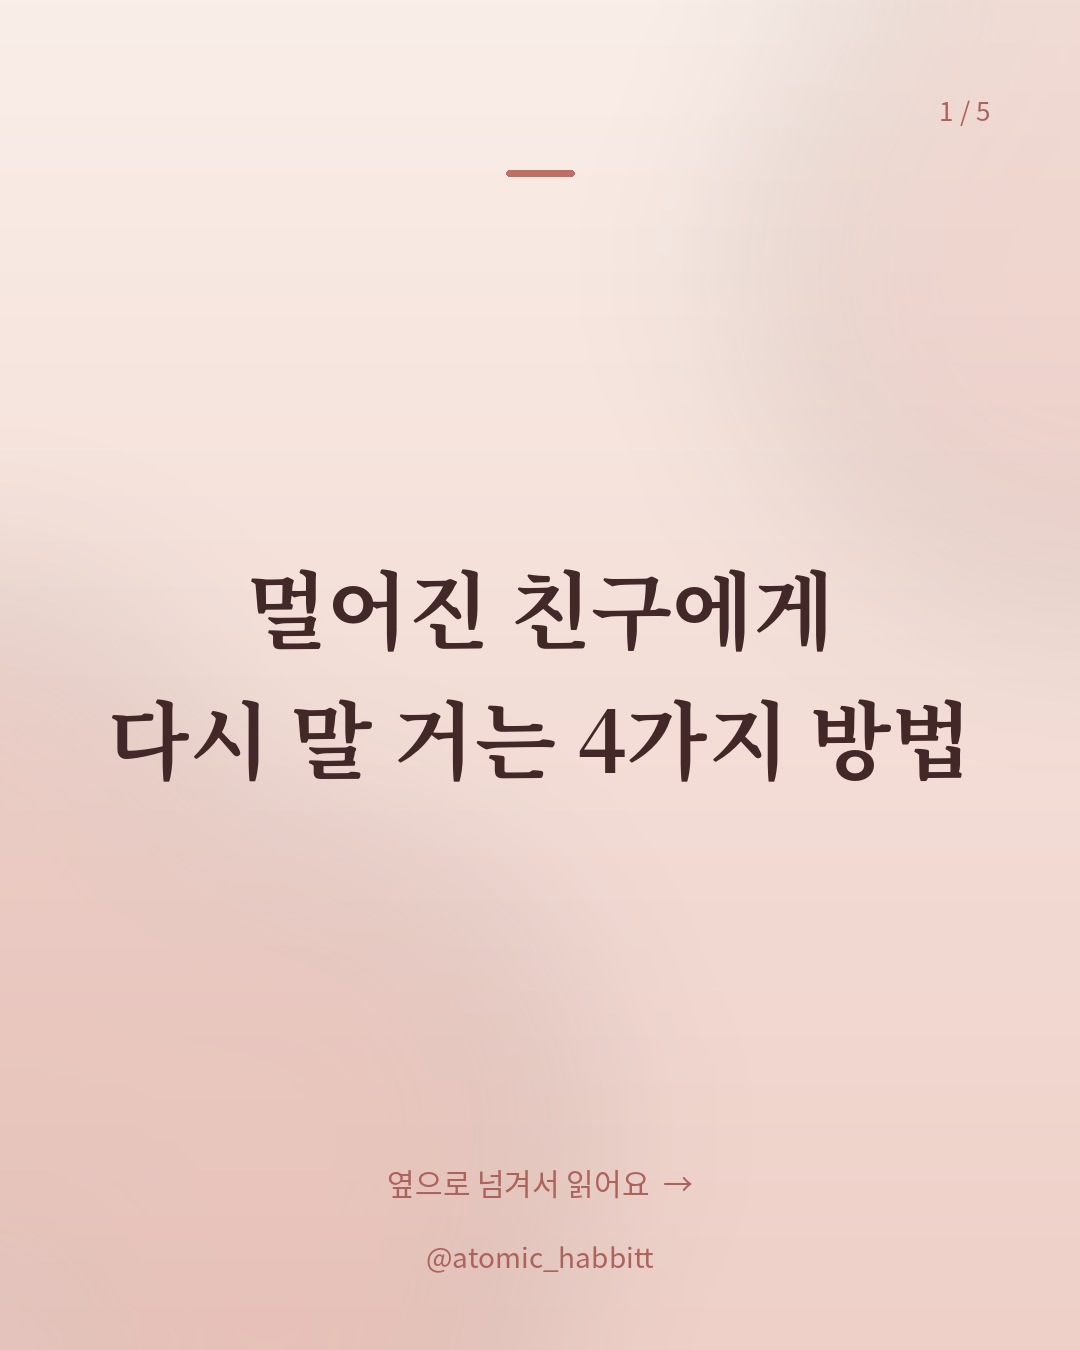 1 / 5
멀어진 친구에게
다시 말 거는 4가지 방법
옆으로 넘겨서 읽어요 →
@atomic_habbitt